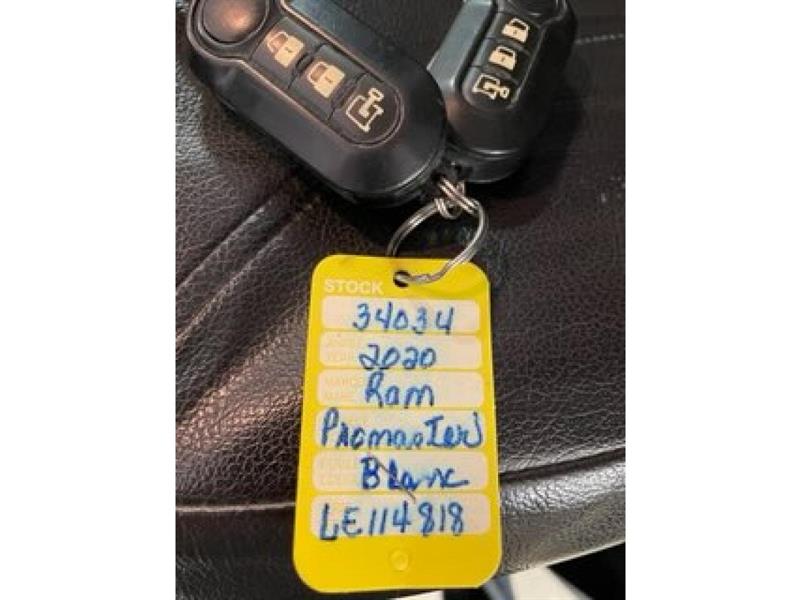 STOCK
34034
2020
Ram
Promaster
Blanc
LE114818